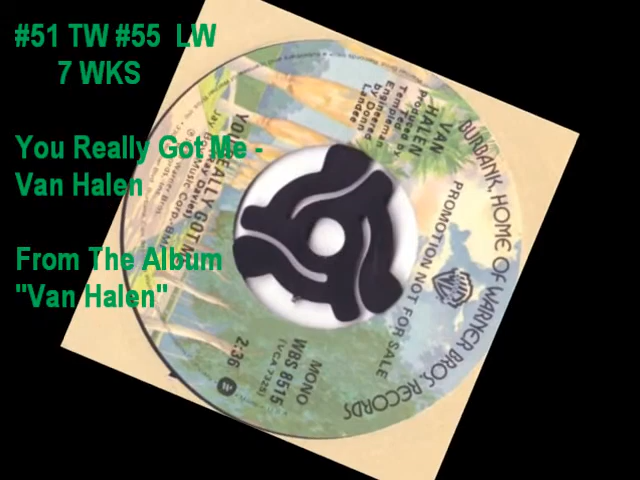 #51 TW #55 LW
7 WKS
You Really Got Me -
Van Halen
From The Album
"Van Halen"
BURBANK, HOME OF WARNER BROS. RECORDS
PROMOTION NOT FOR SALE
VAN
HALEN
Produced by
Ted
Templeman
Engineered
by Donn
Landee
MONO
WBS 8515
(VCA 7325)
2:36